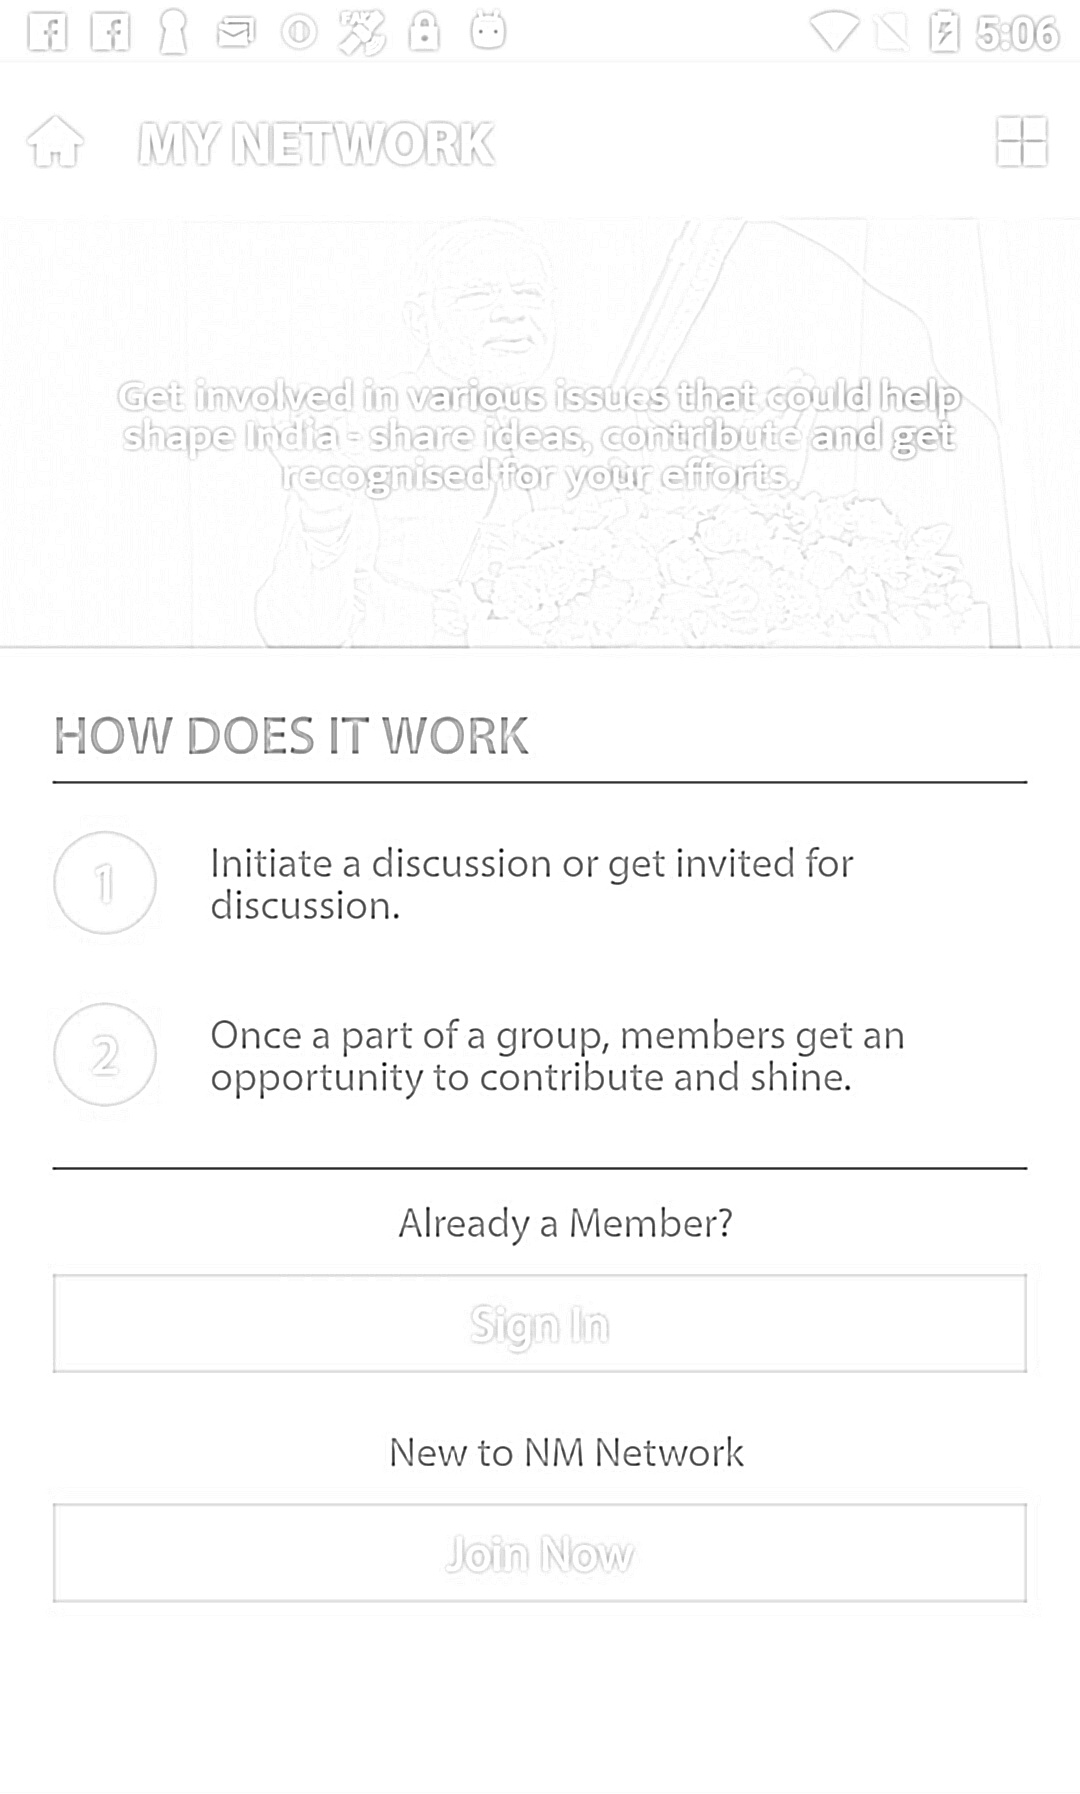 5:06
MY NETWORK
Get involved in various issues that could help
shape India - share ideas, contribute and get
recognised for your efforts.
HOW DOES IT WORK
1
Initiate a discussion or get invited for
discussion.
2
Once a part of a group, members get an
opportunity to contribute and shine.
Already a Member?
Sign In
New to NM Network
Join Now